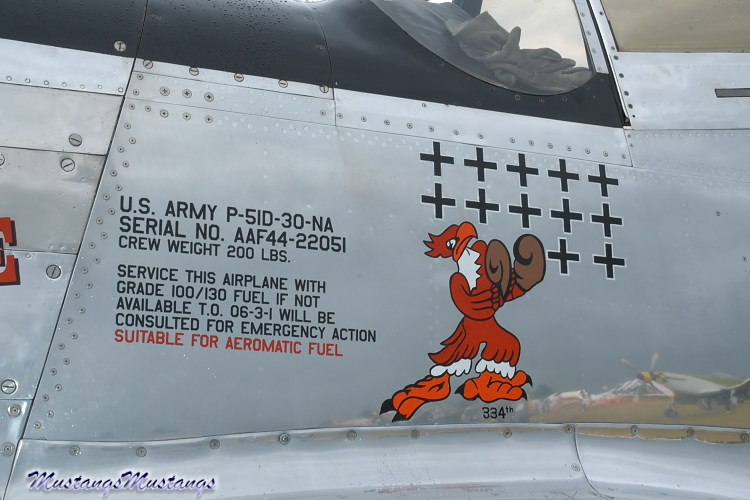 U.S. ARMY P-51D-30-NA
SERIAL NO. AAF44-22051
CREW WEIGHT 200 LBS.
SERVICE THIS AIRPLANE WITH
GRADE 100/130 FUEL IF NOT
AVAILABLE T.O. 06-3-1 WILL BE
CONSULTED FOR EMERGENCY ACTION
SUITABLE FOR AEROMATIC FUEL
334th
MustangsMustangs